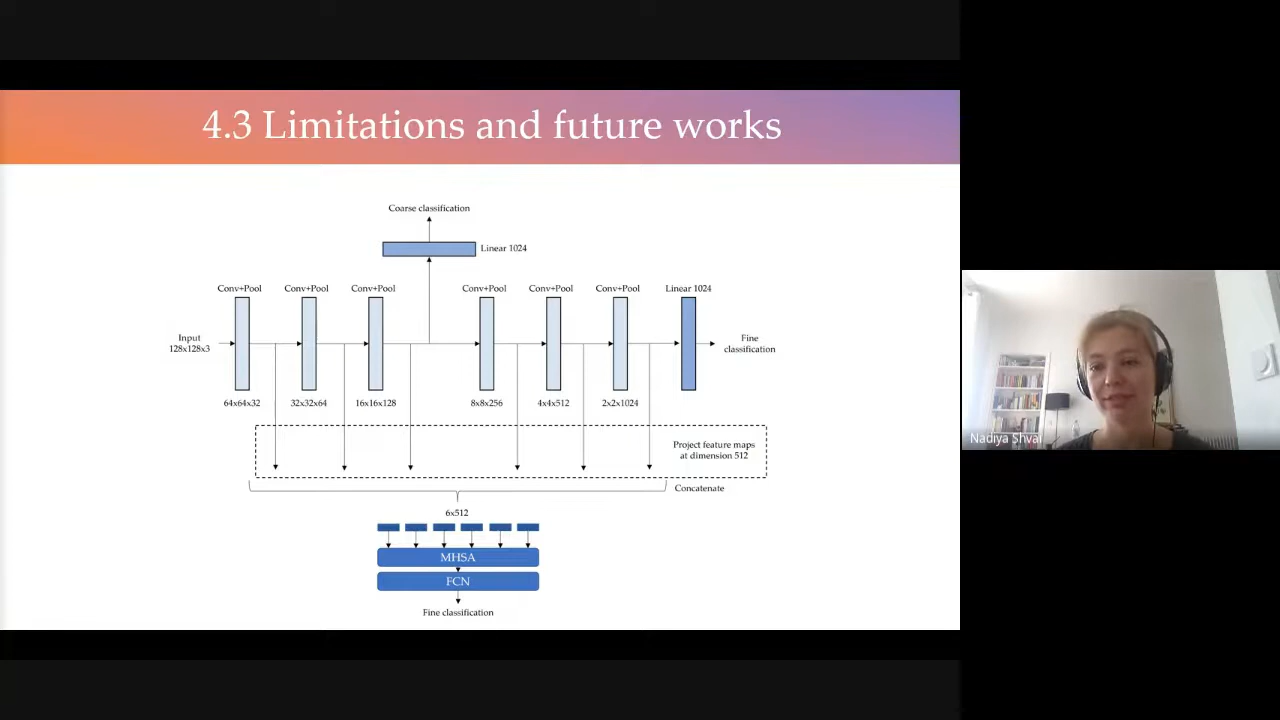 4.3 Limitations and future works
Coarse classification
Linear 1024
Conv+Pool
Conv+Pool
Conv+Pool
Conv+Pool
Conv+Pool
Conv+Pool
Linear 1024
Input
128x128x3
Fine
classification
64x64x32
32x32x64
16x16x128
8x8x256
4x4x512
2x2x1024
Project feature maps
at dimension 512
Concatenate
6x512
MHSA
FCN
Fine classification
Nadiya Shvai